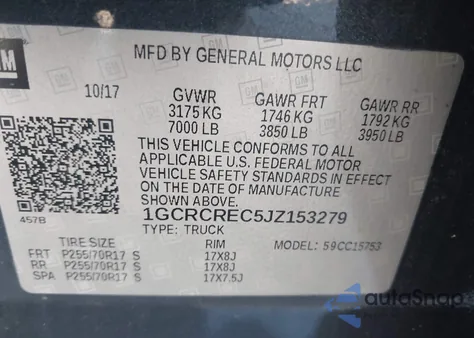 GM
MFD BY GENERAL MOTORS LLC
10/17 GVWR GAWR FRT GAWR RR
3175 KG 1746 KG 1792 KG
7000 LB 3850 LB 3950 LB
THIS VEHICLE CONFORMS TO ALL
APPLICABLE U.S. FEDERAL MOTOR
VEHICLE SAFETY STANDARDS IN EFFECT
ON THE DATE OF MANUFACTURE
SHOWN ABOVE.
457B 1GCRCREC5JZ153279
TYPE: TRUCK MODEL: 59CC15753
TIRE SIZE RIM
FRT P255/70R17 S 17X8J
RR P255/70R17 S 17X8J
SPA P255/70R17 S 17X7.5J
autoSnap